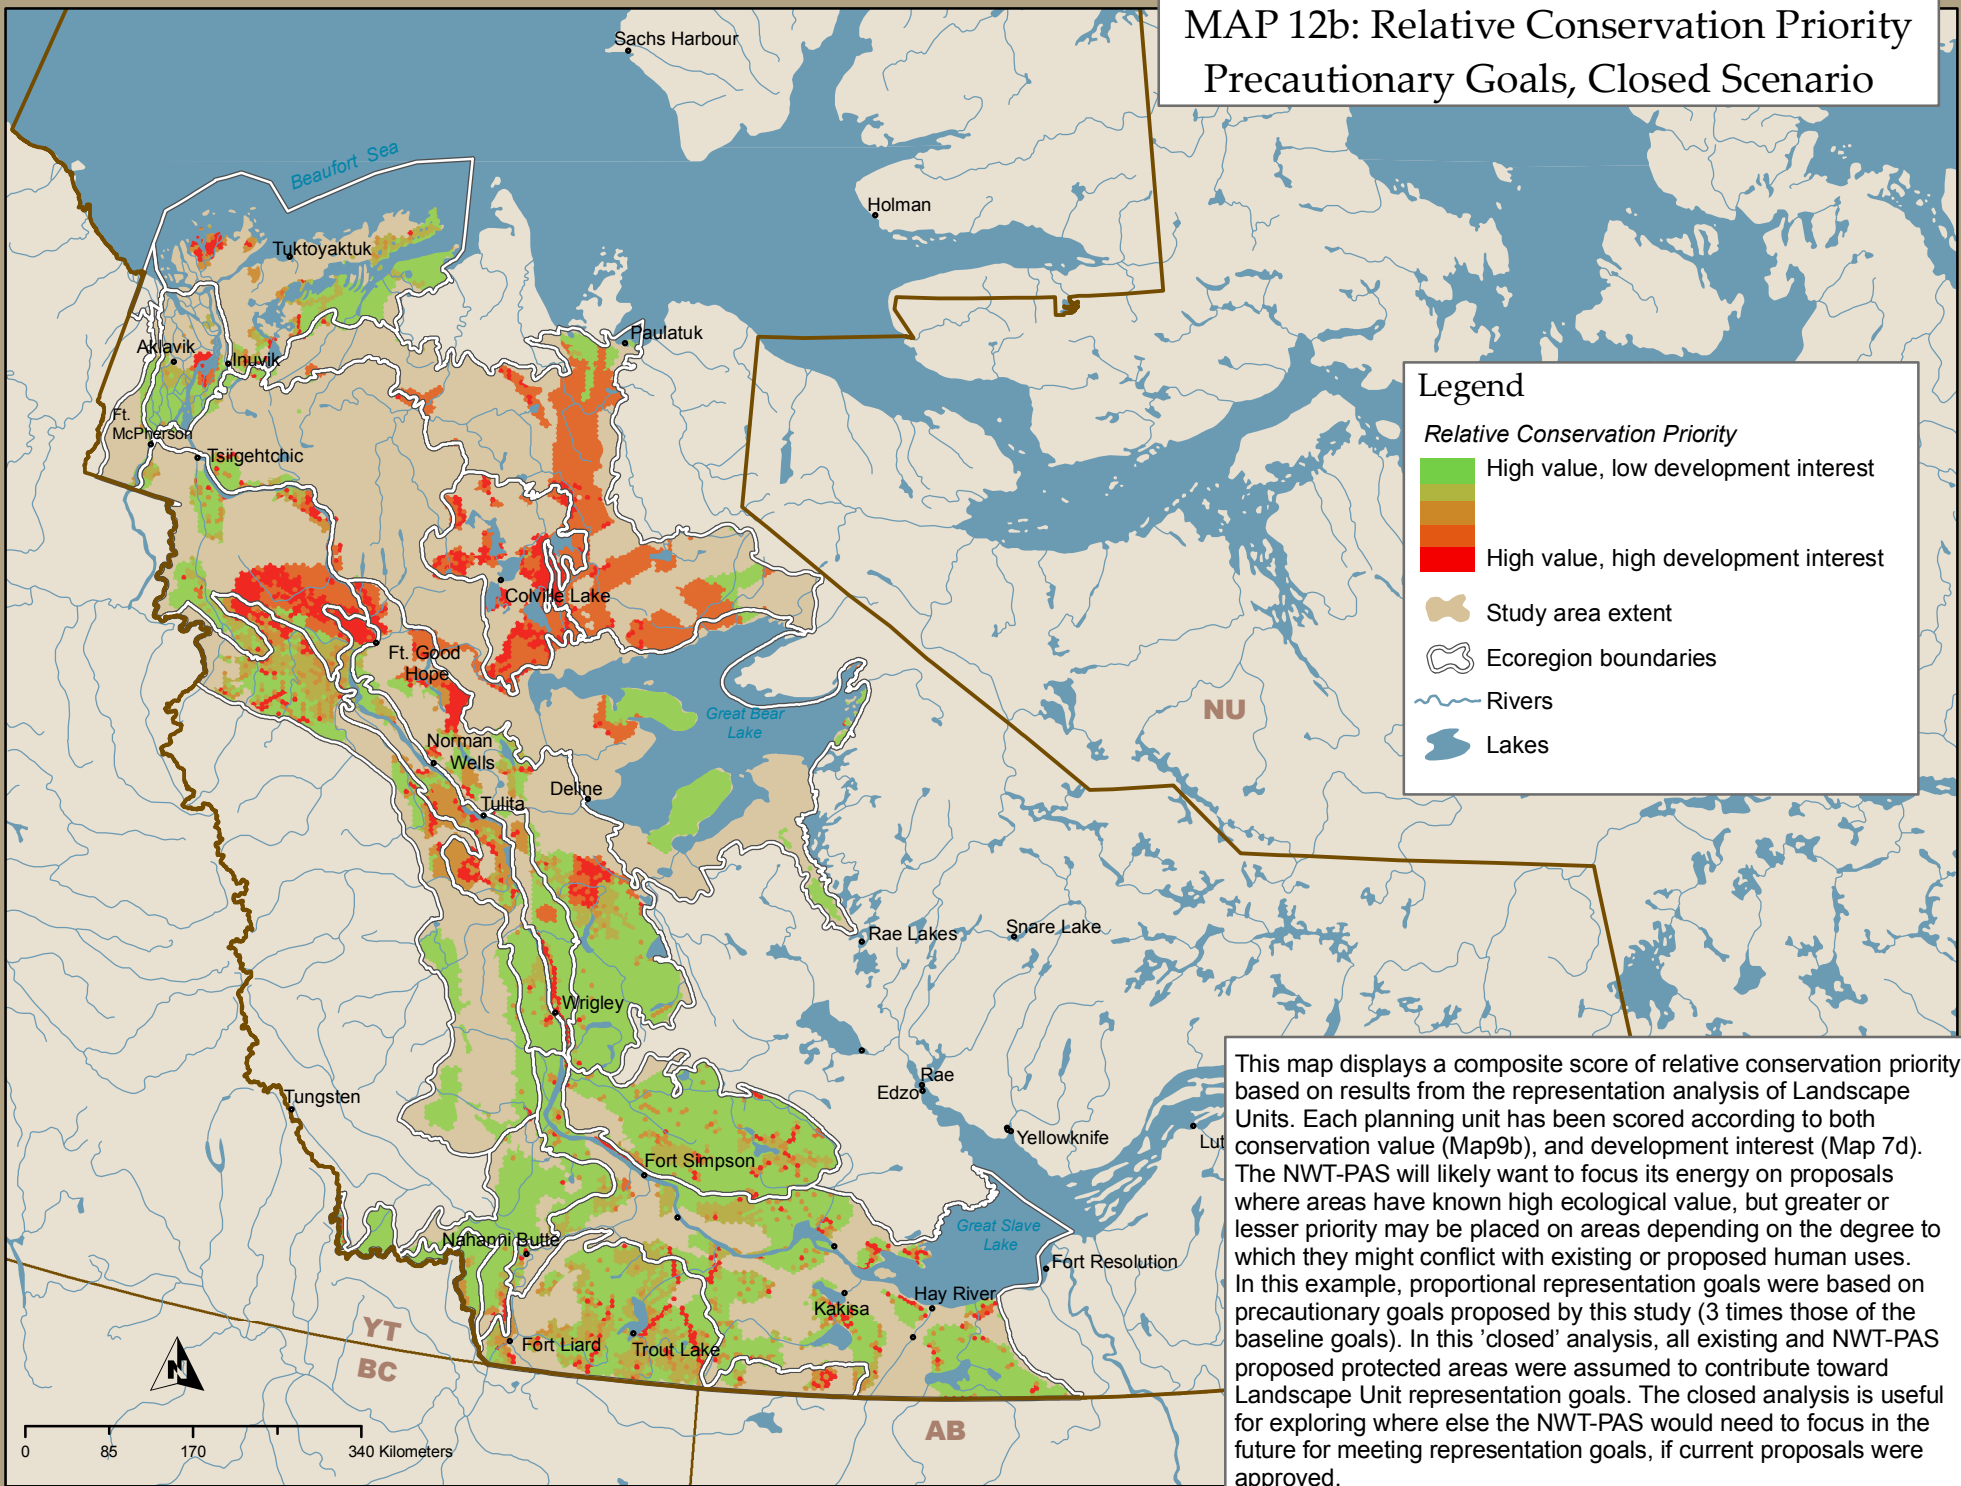 MAP 12b: Relative Conservation Priority
Precautionary Goals, Closed Scenario
Sachs Harbour
Beaufort Sea
Holman
Tuktoyaktuk
Paulatuk
Aklavik
Inuvik
Ft.
McPherson
Tsiigehtchic
Colville Lake
Ft. Good
Hope
Great Bear
Lake
Norman
Wells
Deline
Tulita
NU
Rae Lakes
Snare Lake
Wrigley
Rae
Edzo
Tungsten
Yellowknife
Lut
Fort Simpson
Great Slave
Lake
Nahanni Butte
Fort Resolution
Hay River
Kakisa
Fort Liard
Trout Lake
YT
BC
AB
N
0 85 170 340 Kilometers
Legend
Relative Conservation Priority
High value, low development interest
High value, high development interest
Study area extent
Ecoregion boundaries
Rivers
Lakes
This map displays a composite score of relative conservation priority
based on results from the representation analysis of Landscape
Units. Each planning unit has been scored according to both
conservation value (Map9b), and development interest (Map 7d).
The NWT-PAS will likely want to focus its energy on proposals
where areas have known high ecological value, but greater or
lesser priority may be placed on areas depending on the degree to
which they might conflict with existing or proposed human uses.
In this example, proportional representation goals were based on
precautionary goals proposed by this study (3 times those of the
baseline goals). In this 'closed' analysis, all existing and NWT-PAS
proposed protected areas were assumed to contribute toward
Landscape Unit representation goals. The closed analysis is useful
for exploring where else the NWT-PAS would need to focus in the
future for meeting representation goals, if current proposals were
approved.